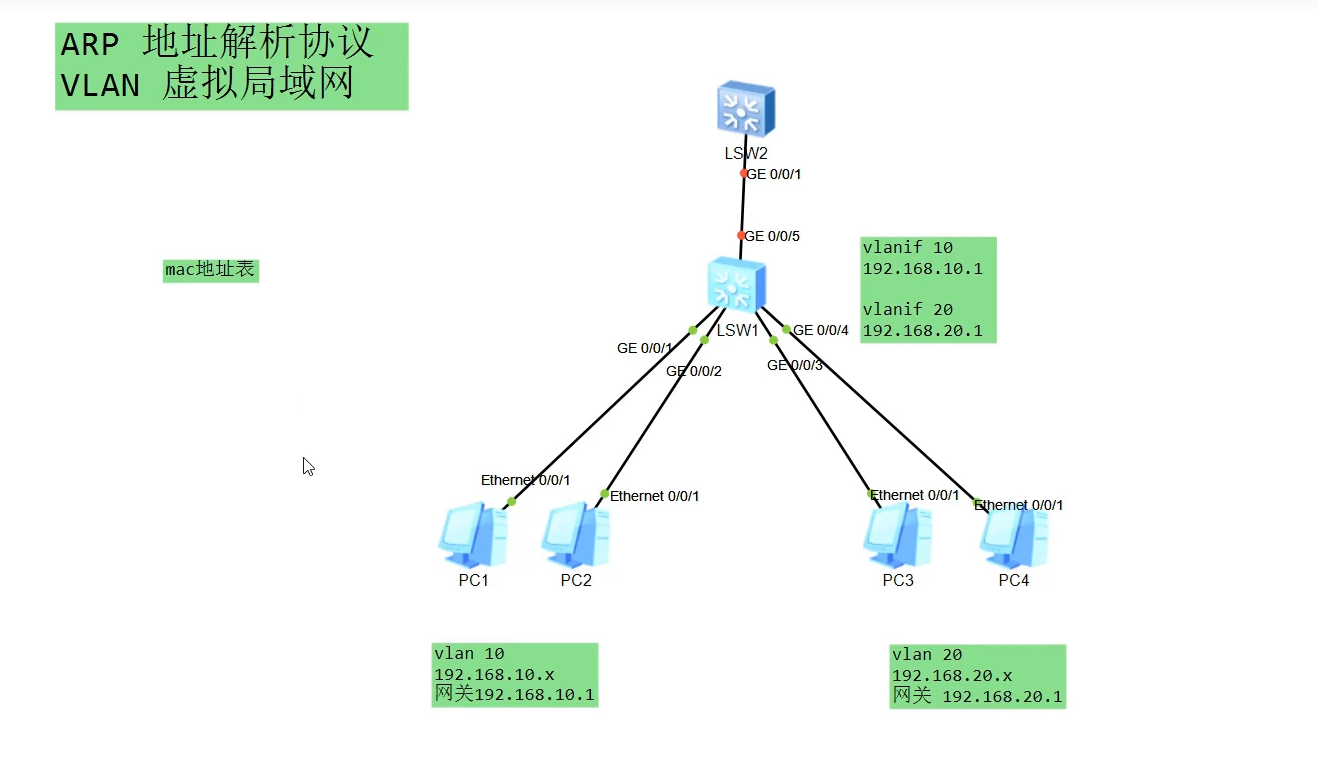 ARP 地址解析协议
VLAN 虚拟局域网
LSW2
GE 0/0/1
GE 0/0/5
vlanif 10
192.168.10.1
vlanif 20
192.168.20.1
mac地址表
LSW1
GE 0/0/4
GE 0/0/1
GE 0/0/2
GE 0/0/3
Ethernet 0/0/1
Ethernet 0/0/1
Ethernet 0/0/1
Ethernet 0/0/1
PC1
PC2
PC3
PC4
vlan 10
192.168.10.x
网关192.168.10.1
vlan 20
192.168.20.x
网关 192.168.20.1